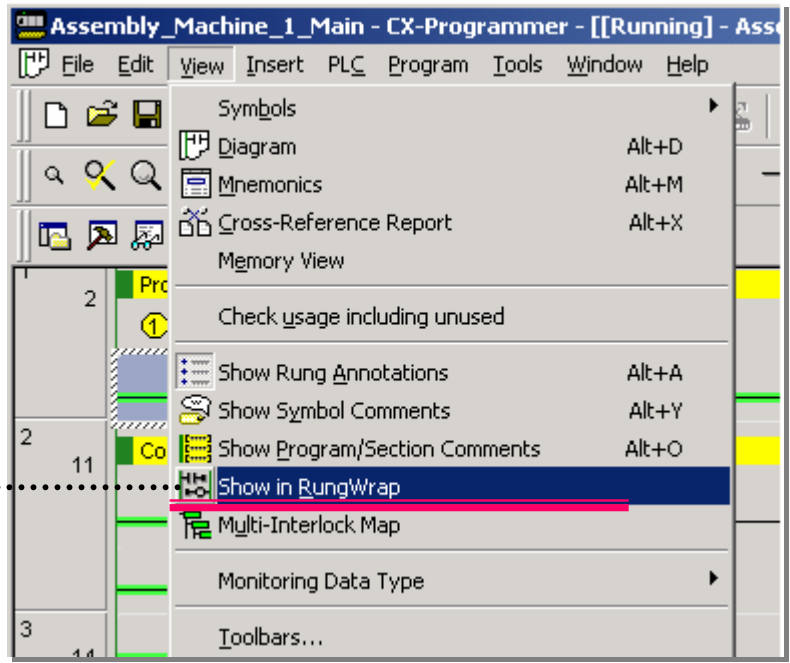 Assembly_Machine_1_Main - CX-Programmer - [[Running] - Ass
File Edit View Insert PLC Program Tools Window Help
Symbols
Diagram Alt+D
Mnemonics Alt+M
Cross-Reference Report Alt+X
Memory View
2 Pro
1
Check usage including unused
Show Rung Annotations Alt+A
Show Symbol Comments Alt+Y
2
11 Co Show Program/Section Comments Alt+O
Show in RungWrap
Multi-Interlock Map
Monitoring Data Type
3
14 Toolbars...